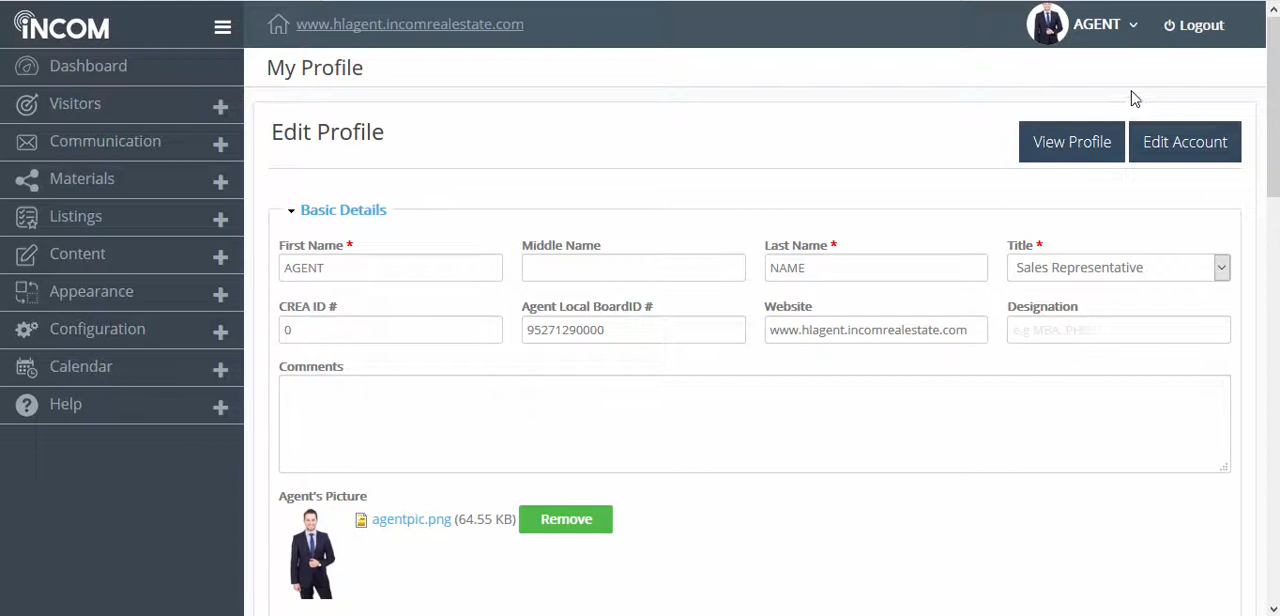 INCOM
www.hlagent.incomrealestate.com
AGENT
Logout
Dashboard
Visitors
Communication
Materials
Listings
Content
Appearance
Configuration
Calendar
Help
My Profile
Edit Profile
View Profile
Edit Account
Basic Details
First Name * Middle Name Last Name * Title *
AGENT NAME Sales Representative
CREA ID # Agent Local BoardID # Website Designation
0 95271290000 www.hlagent.incomrealestate.com e.g MBA,
Comments
Agent's Picture
agentpic.png (64.55 KB) Remove